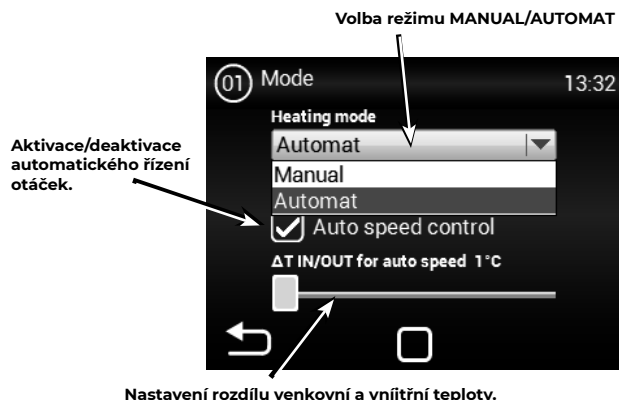 Volba režimu MANUAL/AUTOMAT
01 Mode 13:32
Heating mode
Automat
Manual
Automat
Aktivace/deaktivace
automatického řízení
otáček.
Auto speed control
ΔT IN/OUT for auto speed 1°C
Nastavení rozdílu venkovní a vníitřní teploty.